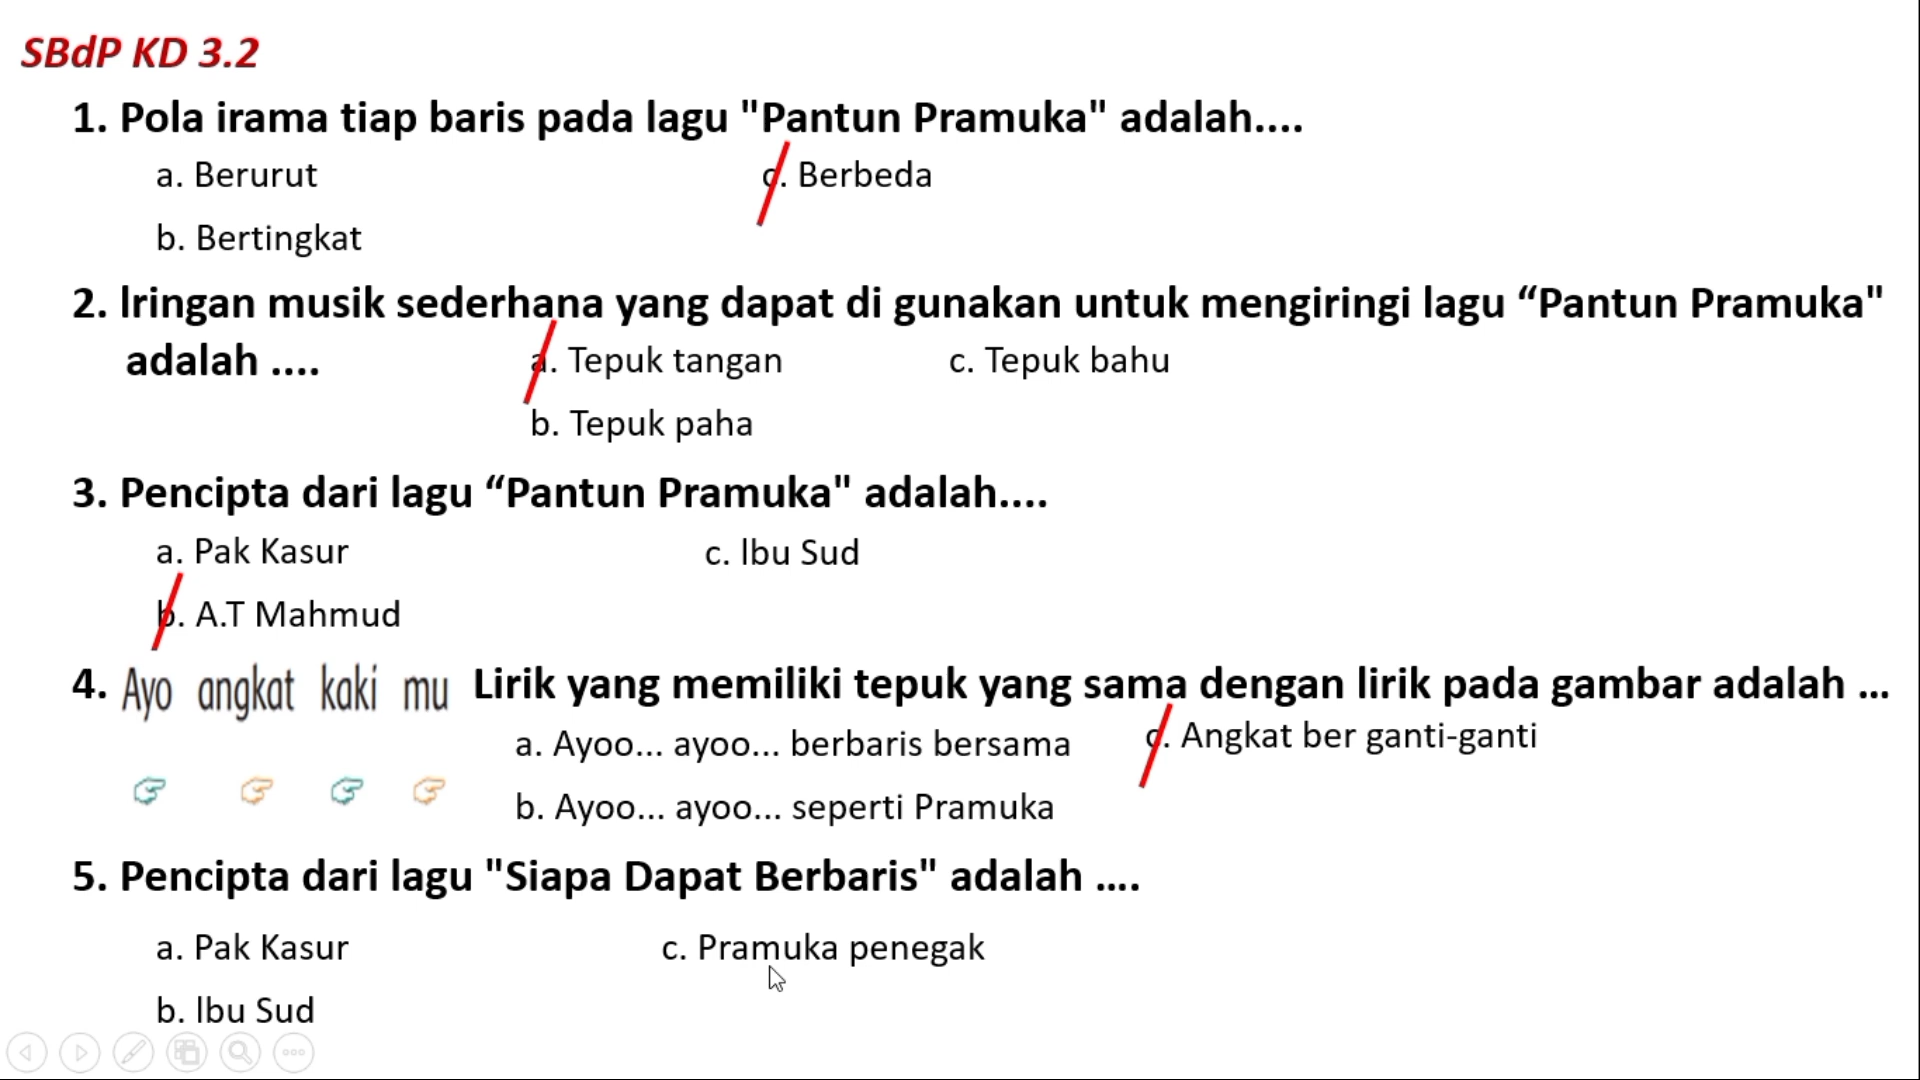 SBdP KD 3.2
1. Pola irama tiap baris pada lagu "Pantun Pramuka" adalah....
a. Berurut c. Berbeda
b. Bertingkat
2. Iringan musik sederhana yang dapat di gunakan untuk mengiringi lagu “Pantun Pramuka"
adalah .... a. Tepuk tangan c. Tepuk bahu
b. Tepuk paha
3. Pencipta dari lagu “Pantun Pramuka" adalah....
a. Pak Kasur c. Ibu Sud
b. A.T Mahmud
4. Ayo angkat kaki mu Lirik yang memiliki tepuk yang sama dengan lirik pada gambar adalah ...
a. Ayoo... ayoo... berbaris bersama c. Angkat ber ganti-ganti
b. Ayoo... ayoo... seperti Pramuka
5. Pencipta dari lagu "Siapa Dapat Berbaris" adalah ....
a. Pak Kasur c. Pramuka penegak
b. Ibu Sud